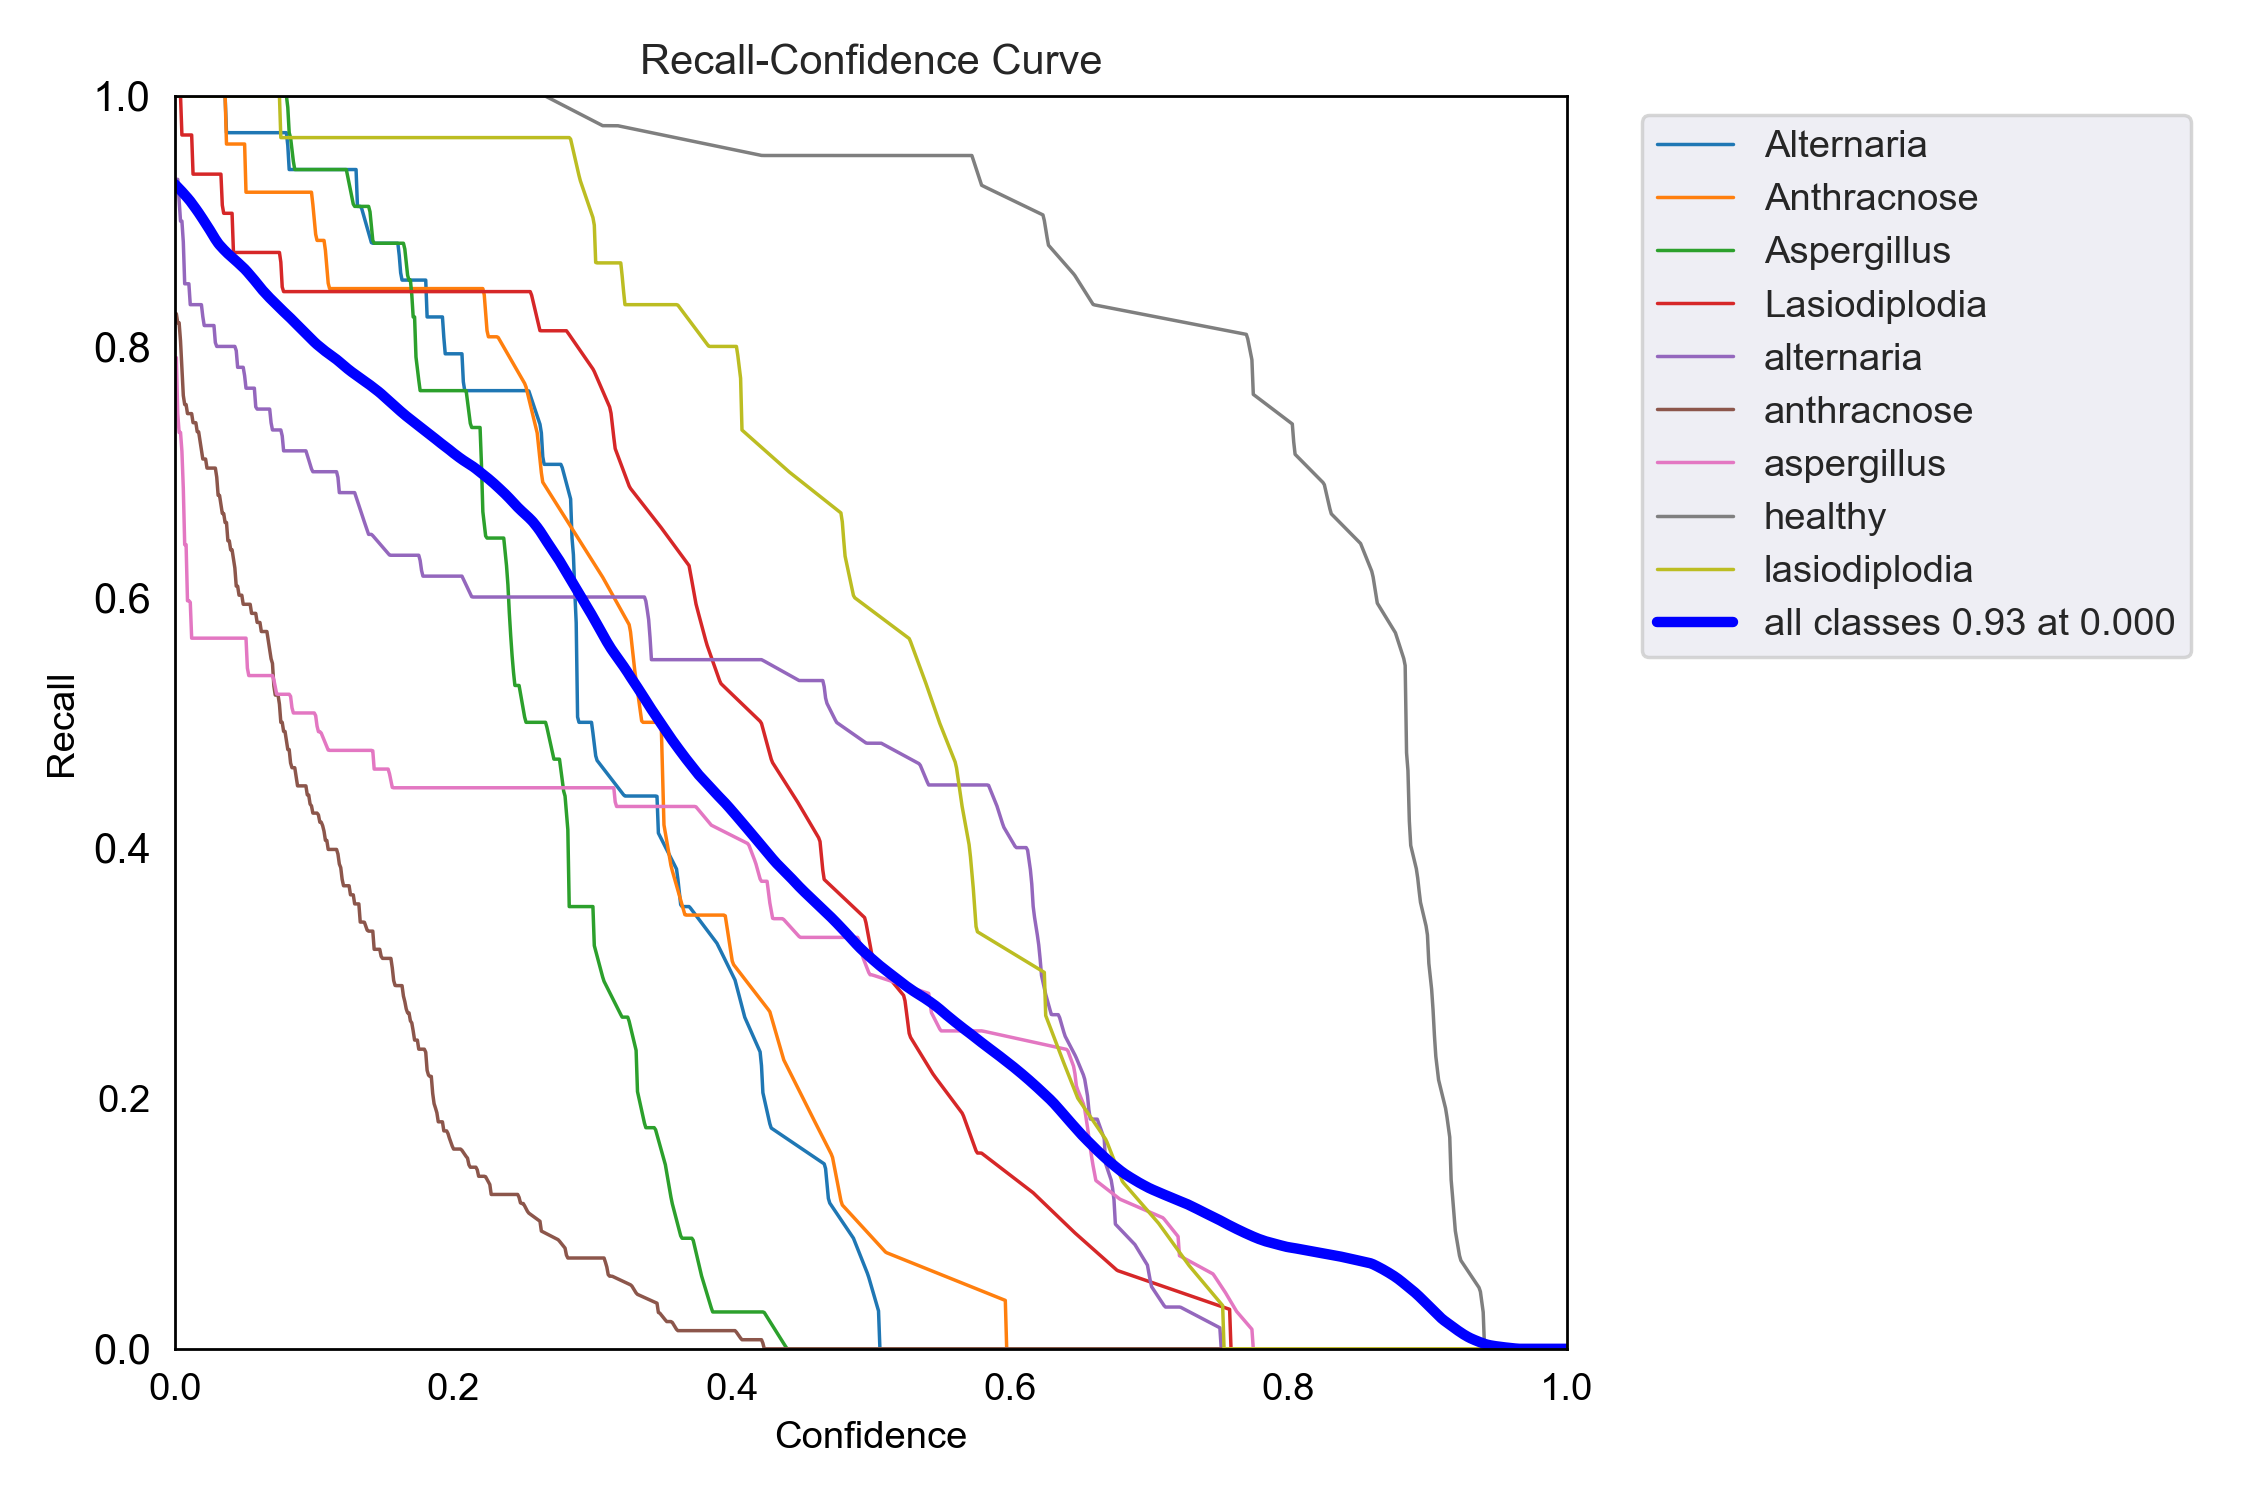 Recall-Confidence Curve
1.0
0.8
0.6
0.4
0.2
0.0
Recall
0.0 0.2 0.4 0.6 0.8 1.0
Confidence
Alternaria
Anthracnose
Aspergillus
Lasiodiplodia
alternaria
anthracnose
aspergillus
healthy
lasiodiplodia
all classes 0.93 at 0.000